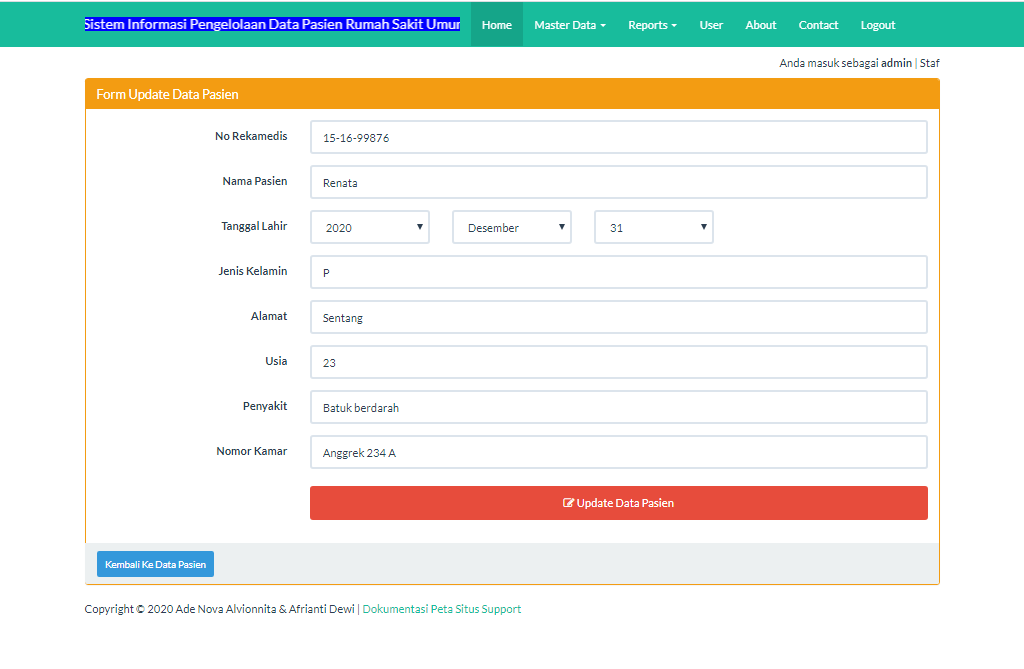 Sistem Informasi Pengelolaan Data Pasien Rumah Sakit Umur Home Master Data Reports User About Contact Logout
Anda masuk sebagai admin | Staf
Form Update Data Pasien
No Rekamedis 15-16-99876
Nama Pasien Renata
Tanggal Lahir 2020 Desember 31
Jenis Kelamin P
Alamat Sentang
Usia 23
Penyakit Batuk berdarah
Nomor Kamar Anggrek 234 A
Update Data Pasien
Kembali Ke Data Pasien
Copyright © 2020 Ade Nova Alvionnita & Afrianti Dewi | Dokumentasi Peta Situs Support